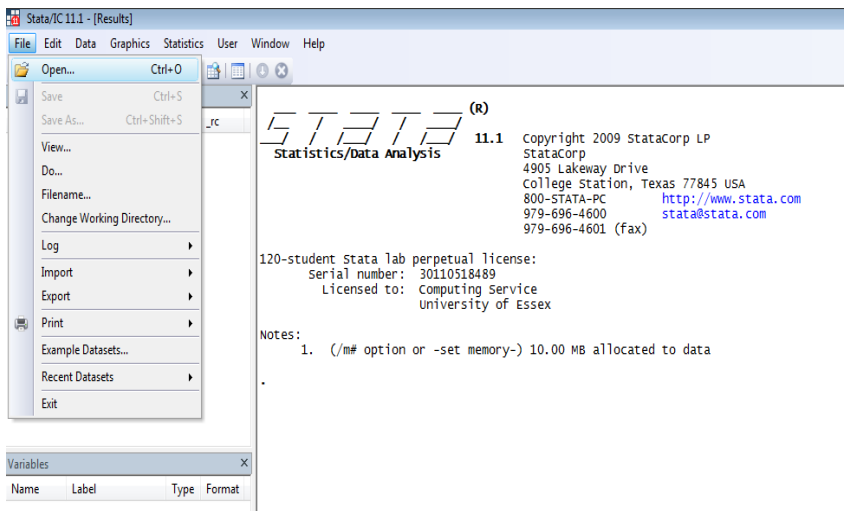 Stata/IC 11.1 - [Results]
File Edit Data Graphics Statistics User Window Help
Open... Ctrl+O
Save Ctrl+S
Save As... Ctrl+Shift+S
View...
Do...
Filename...
Change Working Directory...
Log
Import
Export
Print
Example Datasets...
Recent Datasets
Exit
_rc
STATA (R)
11.1 Copyright 2009 StataCorp LP
Statistics/Data Analysis StataCorp
4905 Lakeway Drive
College Station, Texas 77845 USA
800-STATA-PC http://www.stata.com
979-696-4600 stata@stata.com
979-696-4601 (fax)
120-student Stata lab perpetual license:
Serial number: 30110518489
Licensed to: Computing Service
University of Essex
Notes:
1. (/m# option or -set memory-) 10.00 MB allocated to data
.
Variables
Name Label Type Format